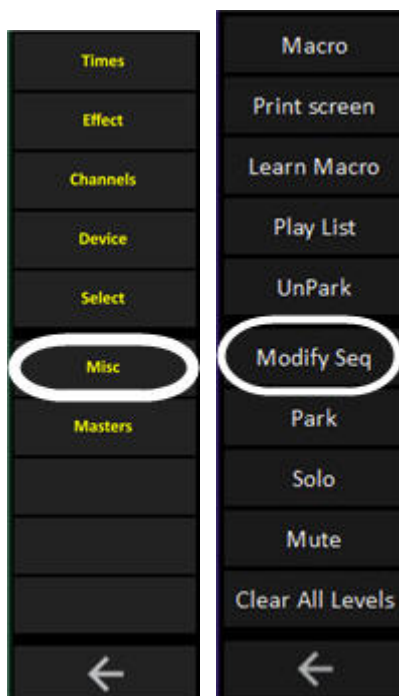 Times
Effect
Channels
Device
Select
Misc
Masters
Macro
Print screen
Learn Macro
Play List
UnPark
Modify Seq
Park
Solo
Mute
Clear All Levels